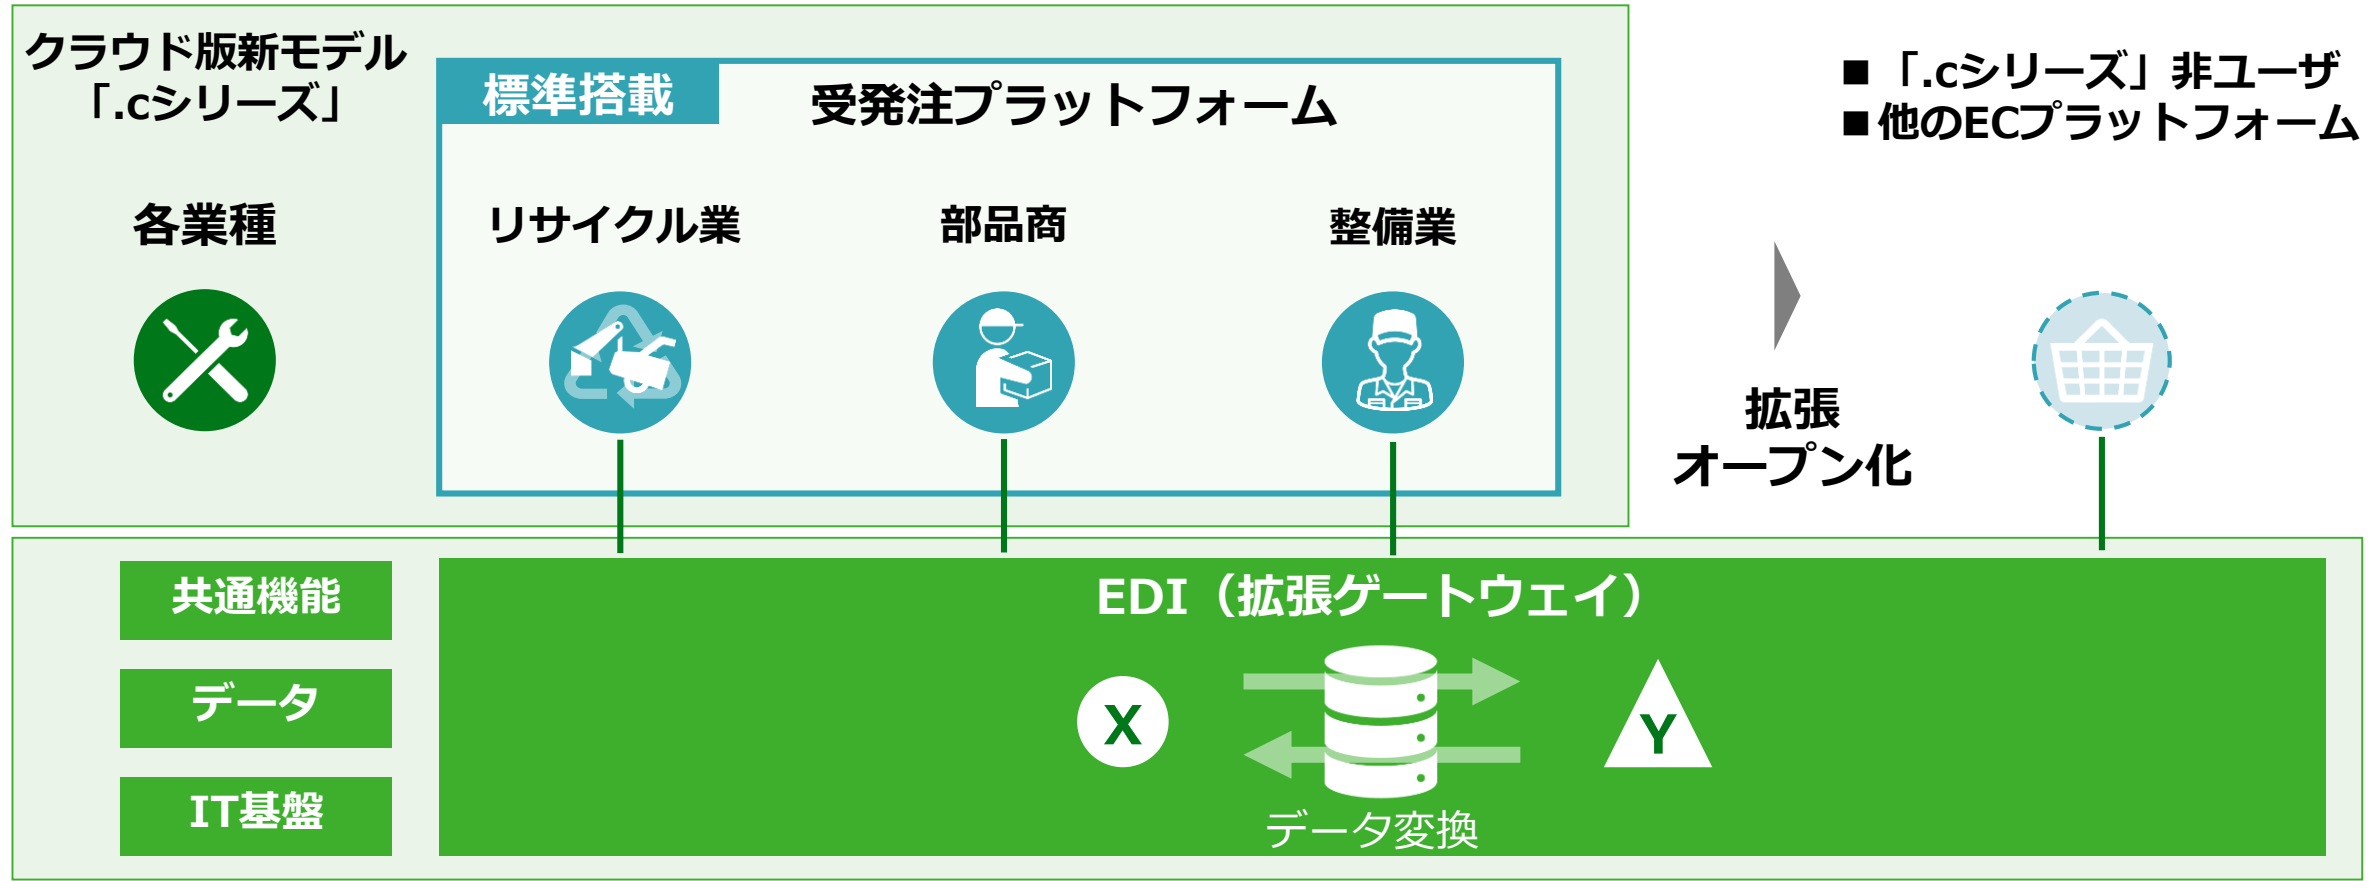 クラウド版新モデル
「.cシリーズ」
各業種
標準搭載
受発注プラットフォーム
リサイクル業
部品商
整備業
■「.cシリーズ」非ユーザ
■他のECプラットフォーム
拡張
オープン化
共通機能
データ
IT基盤
EDI（拡張ゲートウェイ）
X
Y
データ変換